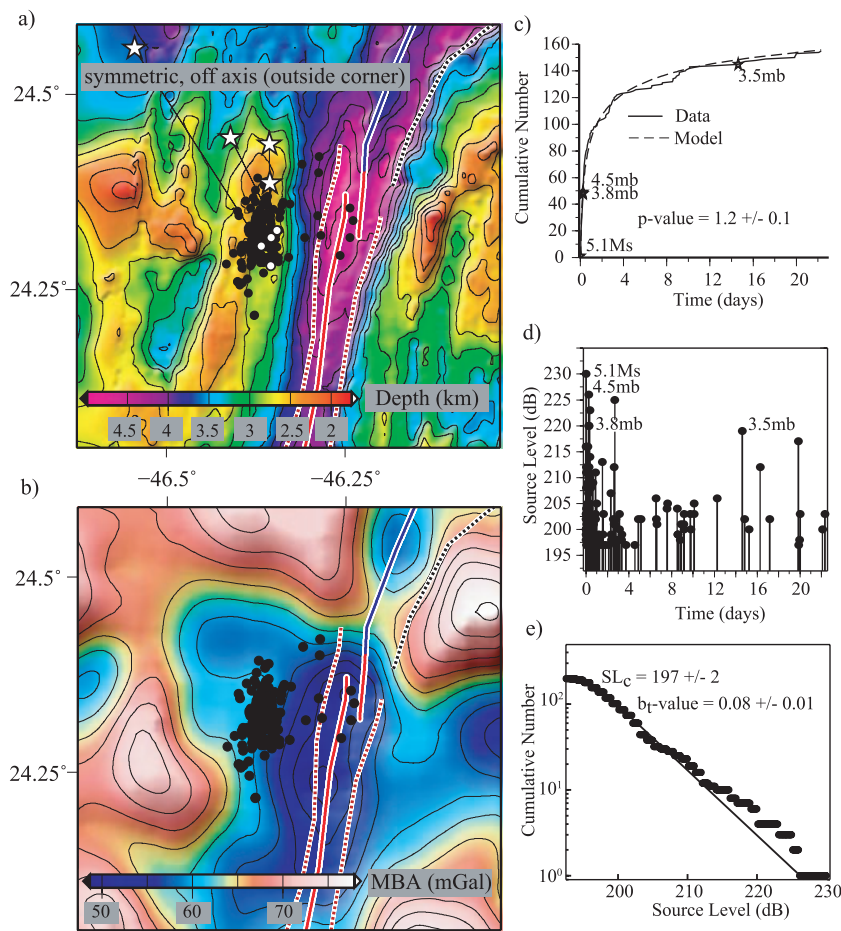 a)
symmetric, off axis (outside corner)
24.5°
24.25°
Depth (km)
4.5 4 3.5 3 2.5 2
−46.5° −46.25°
b)
24.5°
24.25°
MBA (mGal)
50 60 70
c)
Cumulative Number
160
140
120
100
80
60
40
20
0
3.5mb
Data
Model
4.5mb
3.8mb
p-value = 1.2 +/- 0.1
5.1Ms
0 4 8 12 16 20
Time (days)
d)
Source Level (dB)
230
225
220
215
210
205
200
195
5.1Ms
4.5mb
3.8mb
3.5mb
0 4 8 12 16 20
Time (days)
e)
Cumulative Number
10²
10¹
10⁰
SLc = 197 +/- 2
bt-value = 0.08 +/- 0.01
200 210 220 230
Source Level (dB)